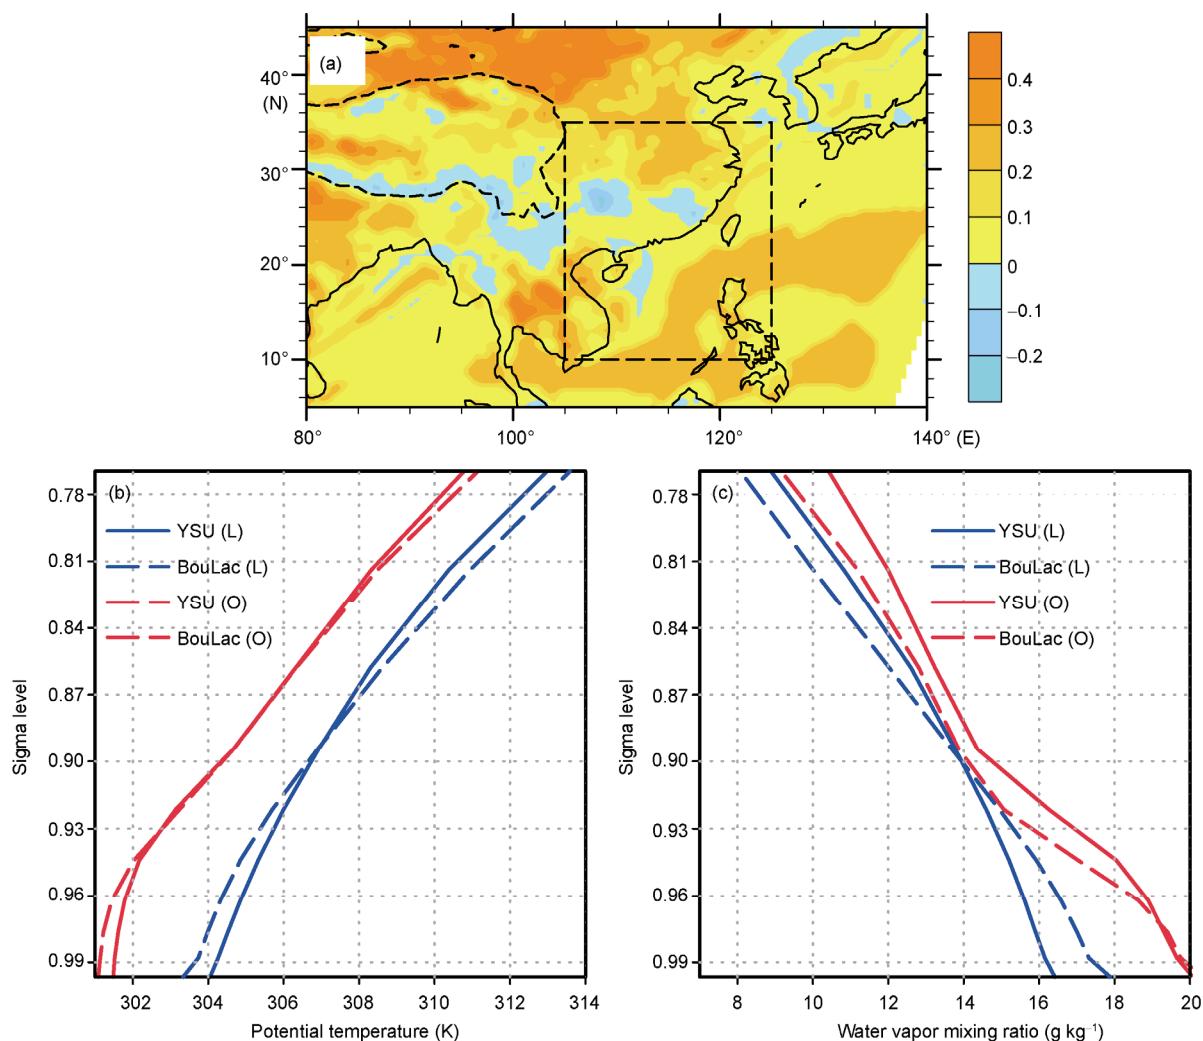 (a)
40°
(N)
30°
20°
10°
80°
100°
120°
140° (E)
0.4
0.3
0.2
0.1
0
−0.1
−0.2
(b)
YSU (L)
BouLac (L)
YSU (O)
BouLac (O)
0.78
0.81
0.84
0.87
0.90
0.93
0.96
0.99
Sigma level
302
304
306
308
310
312
314
Potential temperature (K)
(c)
YSU (L)
BouLac (L)
YSU (O)
BouLac (O)
0.78
0.81
0.84
0.87
0.90
0.93
0.96
0.99
Sigma level
8
10
12
14
16
18
20
Water vapor mixing ratio (g kg⁻¹)